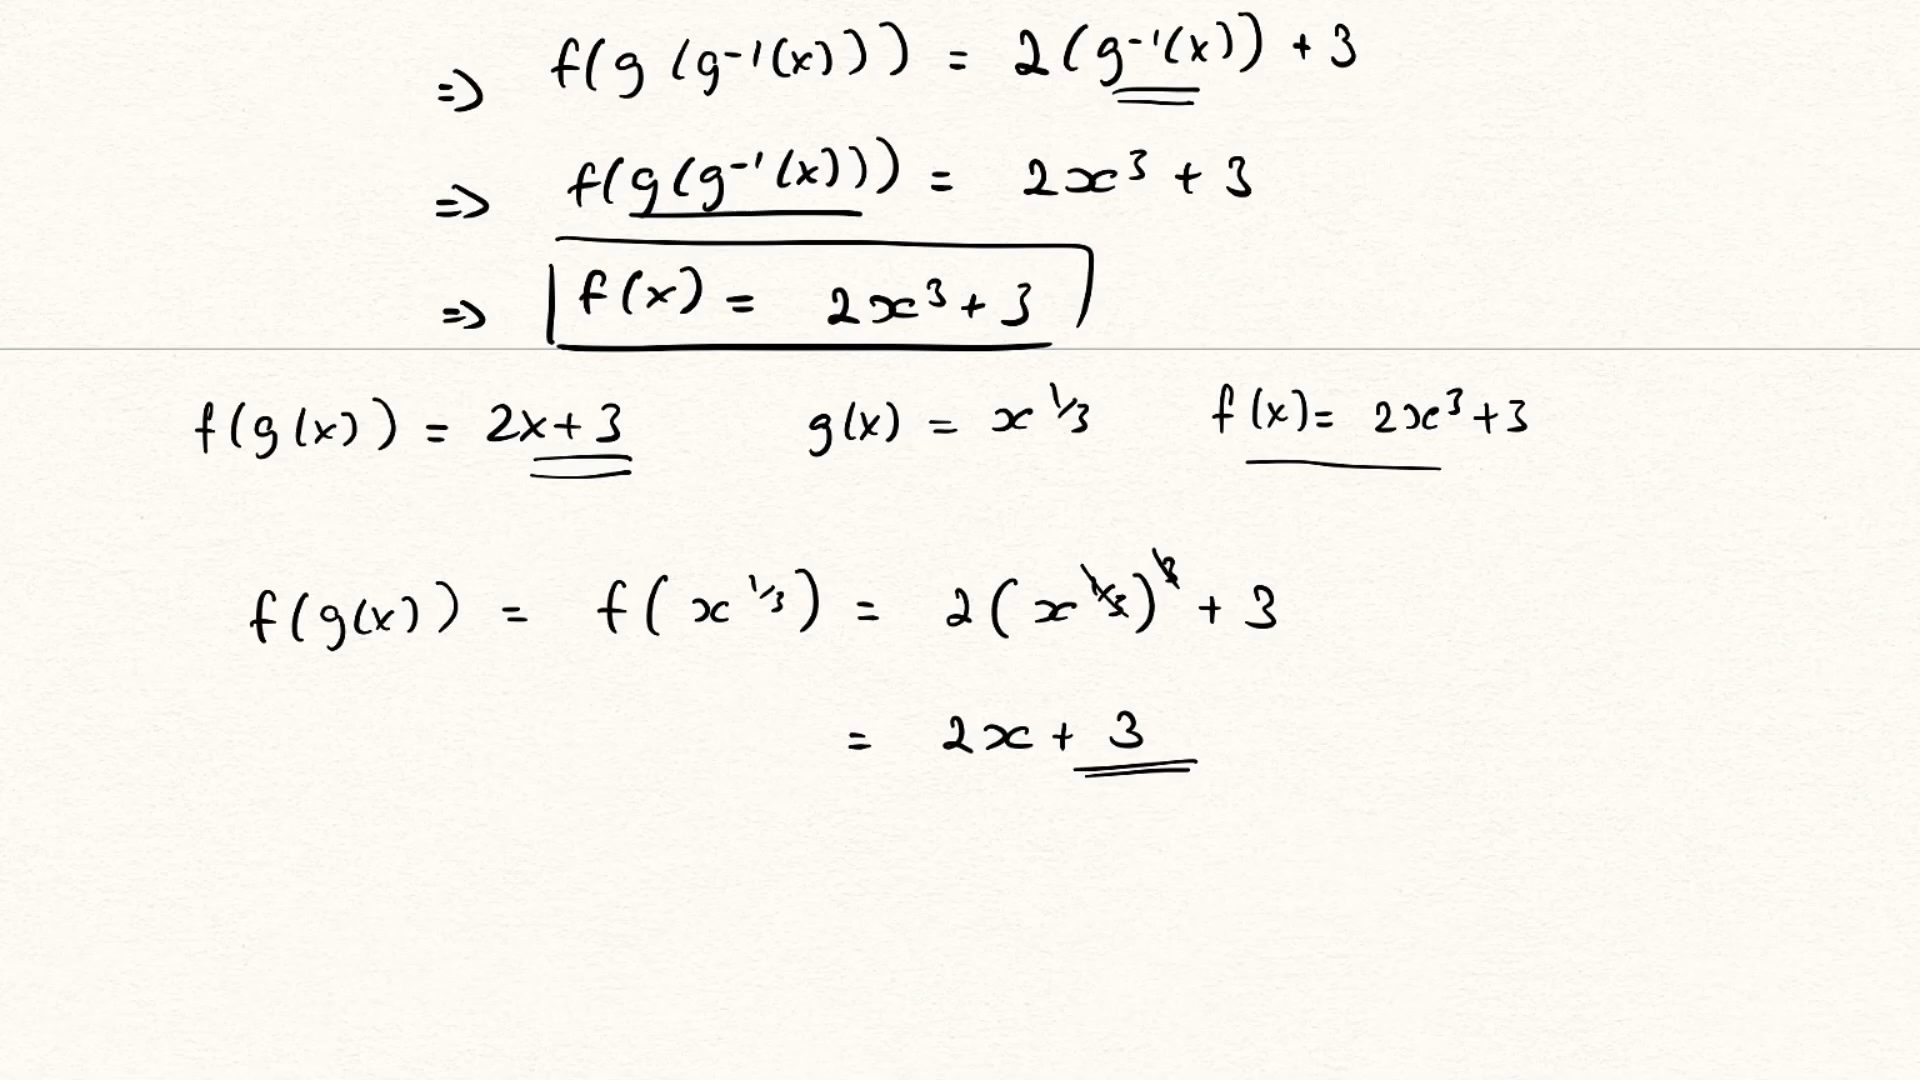 => f(g(g⁻¹(x))) = 2(g⁻¹(x)) + 3
=> f(g(g⁻¹(x))) = 2x³ + 3
=> f(x) = 2x³ + 3
f(g(x)) = 2x + 3 g(x) = x^1/3 f(x) = 2x³ + 3
f(g(x)) = f(x^1/3) = 2(x^1/3)^3 + 3
= 2x + 3